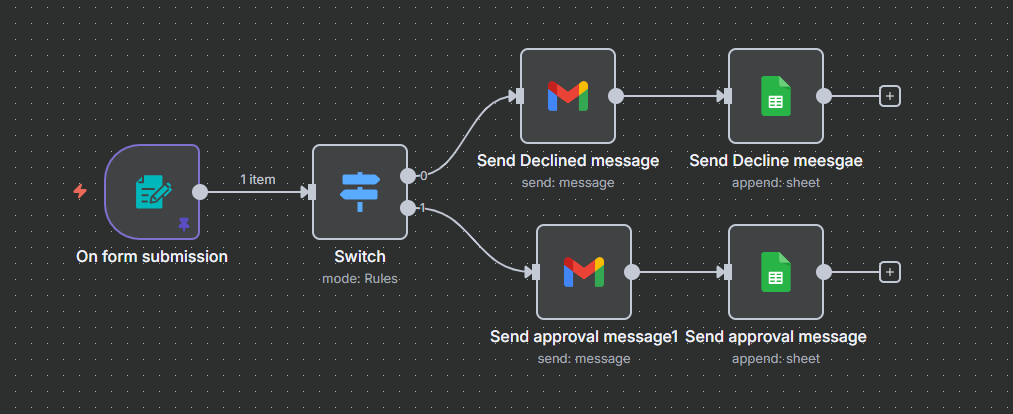 On form submission
1 item
Switch
mode: Rules
0
1
Send Declined message
send: message
Send Decline meesgae
append: sheet
Send approval message1
send: message
Send approval message
append: sheet